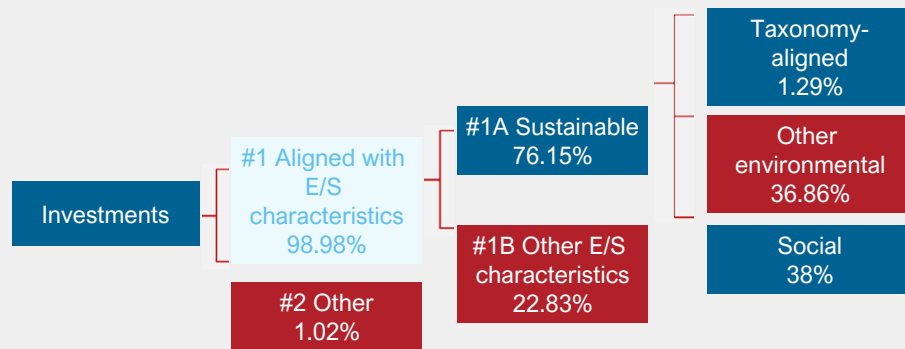 Investments
#1 Aligned with
E/S
characteristics
98.98%
#2 Other
1.02%
#1A Sustainable
76.15%
#1B Other E/S
characteristics
22.83%
Taxonomy-
aligned
1.29%
Other
environmental
36.86%
Social
38%